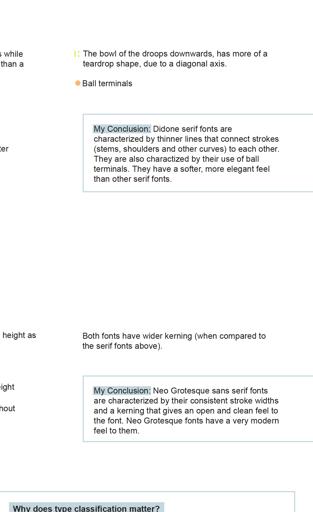 s while
than a
The bowl of the droops downwards, has more of a
teardrop shape, due to a diagonal axis.
Ball terminals
ter
My Conclusion: Didone serif fonts are
characterized by thinner lines that connect strokes
(stems, shoulders and other curves) to each other.
They are also charactized by their use of ball
terminals. They have a softer, more elegant feel
than other serif fonts.
height as
Both fonts have wider kerning (when compared to
the serif fonts above).
eight
hout
My Conclusion: Neo Grotesque sans serif fonts
are characterized by their consistent stroke widths
and a kerning that gives an open and clean feel to
the font. Neo Grotesque fonts have a very modern
feel to them.
Why does type classification matter?